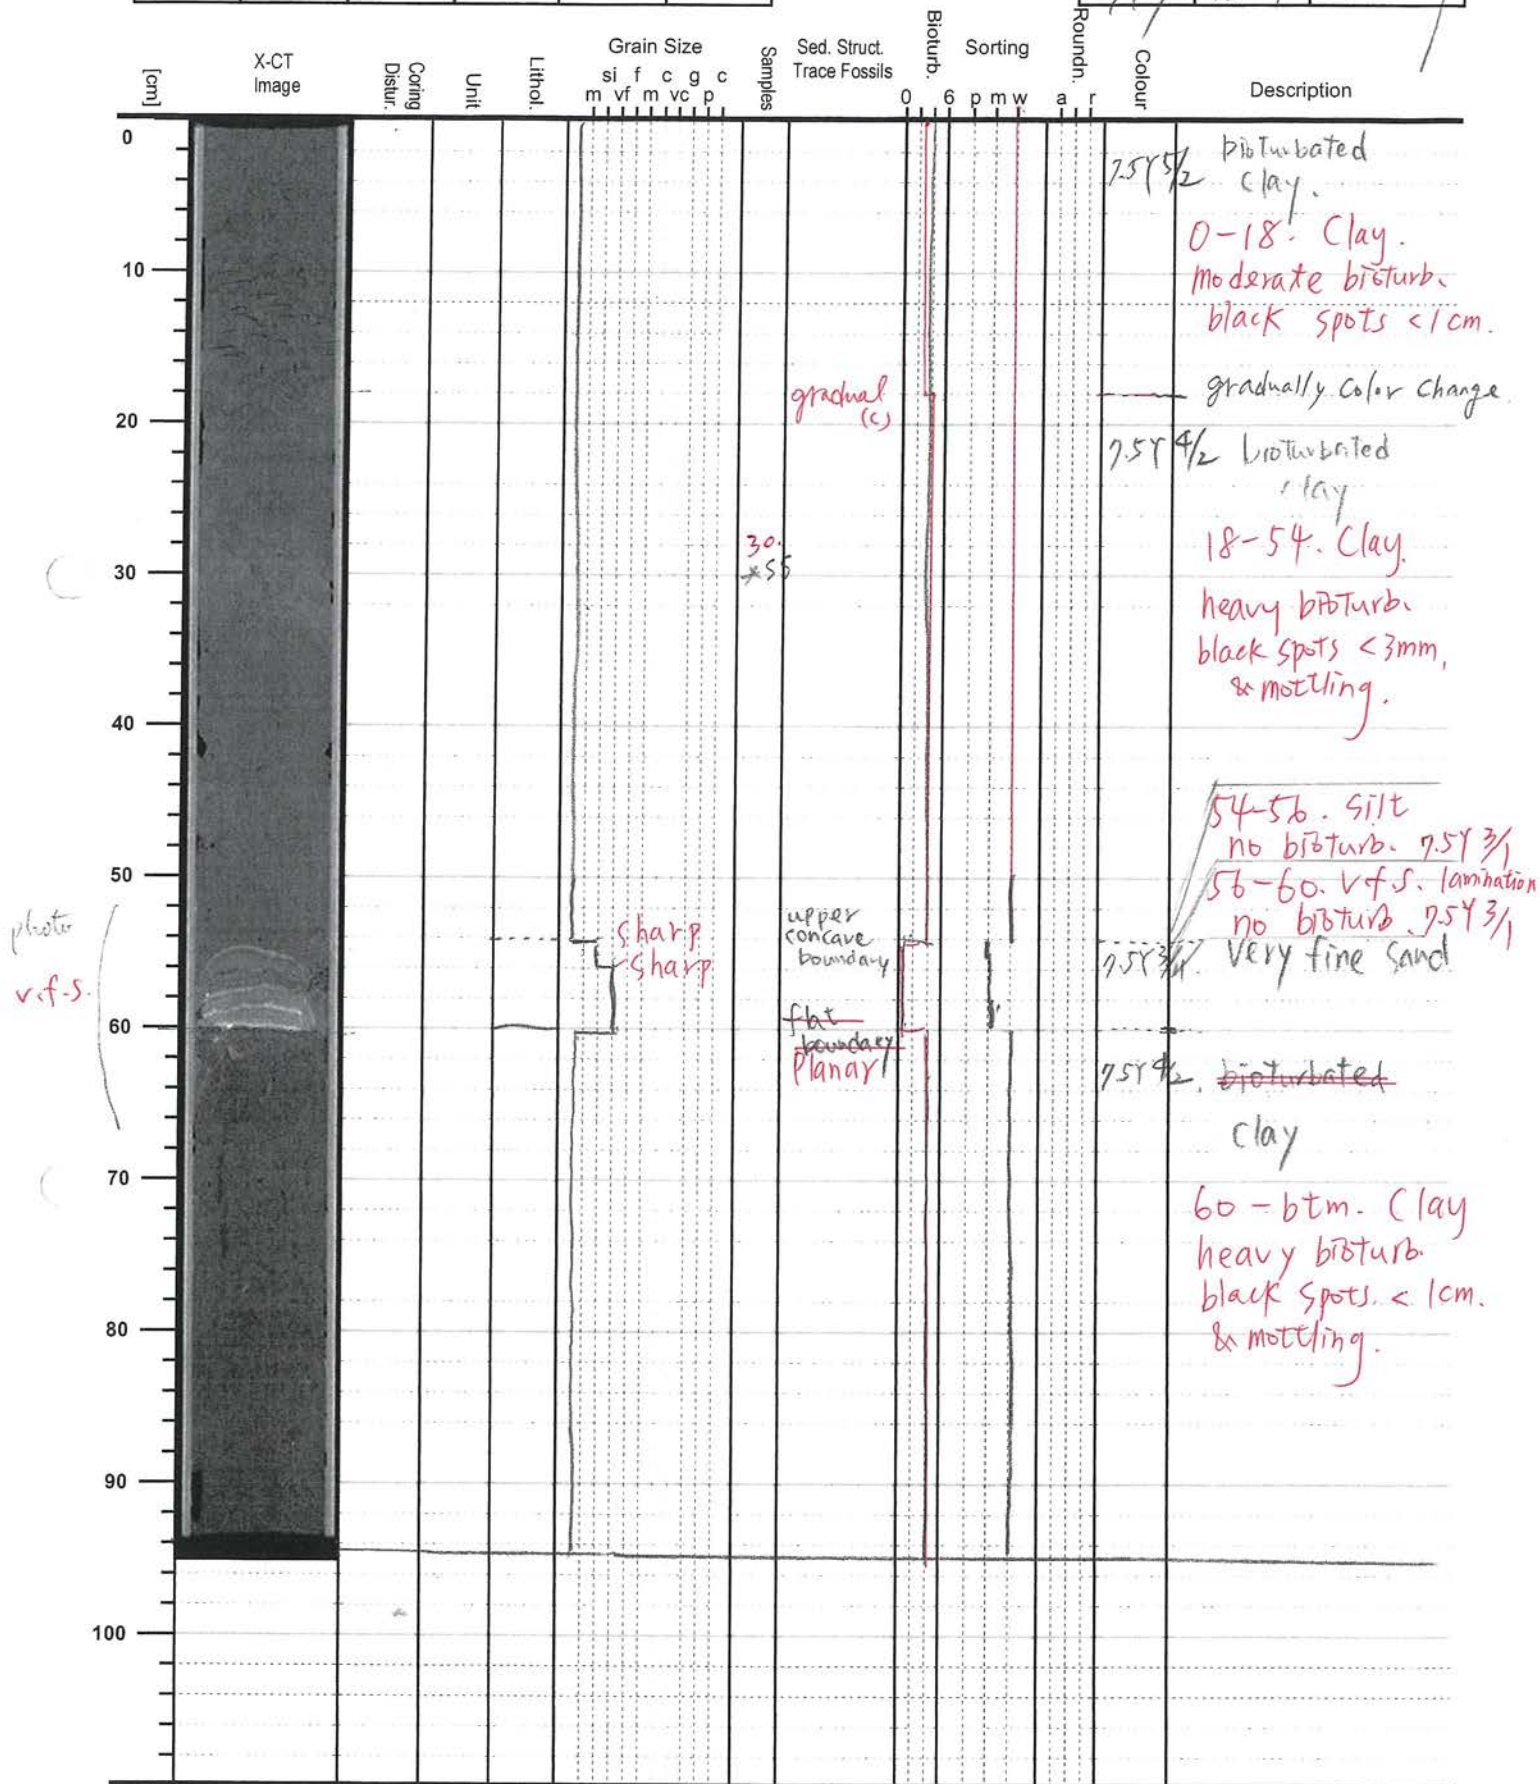 [cm]
X-CT
Image
Coring
Distur.
Unit
Lithol.
Grain Size
si f c g c
m vf m vc p
Samples
Sed. Struct.
Trace Fossils
Bioturb.
0 6
Sorting
p m w
Roundn.
a r
Colour
Description
0
7.5Y 5/2 bioturbated
clay.
0-18. Clay.
moderate bioturb.
black spots <1cm.
10
gradual
(c)
gradually color change
20
7.5Y 4/2 bioturbated
clay
18-54. Clay.
30.
30
heavy bioturb.
black spots <3mm,
& mottling.
40
54-56. silt
no bioturb. 7.5Y 3/1
50
56-60. v.f.s. lamination
no bioturb. 7.5Y 3/1
photo
v.f.s.
sharp
sharp
upper
concave
boundary
7.5Y 3/1. very fine sand
60
flat
boundary
Planar
7.5Y 4/2. bioturbated
clay
70
60-btm. Clay
heavy bioturb.
black spots. < 1cm.
& mottling.
80
90
100